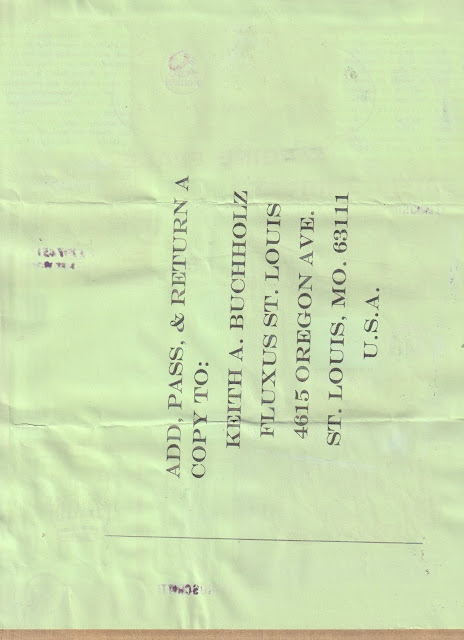 ADD, PASS, & RETURN A
COPY TO:
KEITH A. BUCHHOLZ
FLUXUS ST. LOUIS
4615 OREGON AVE.
ST. LOUIS, MO. 63111
U.S.A.